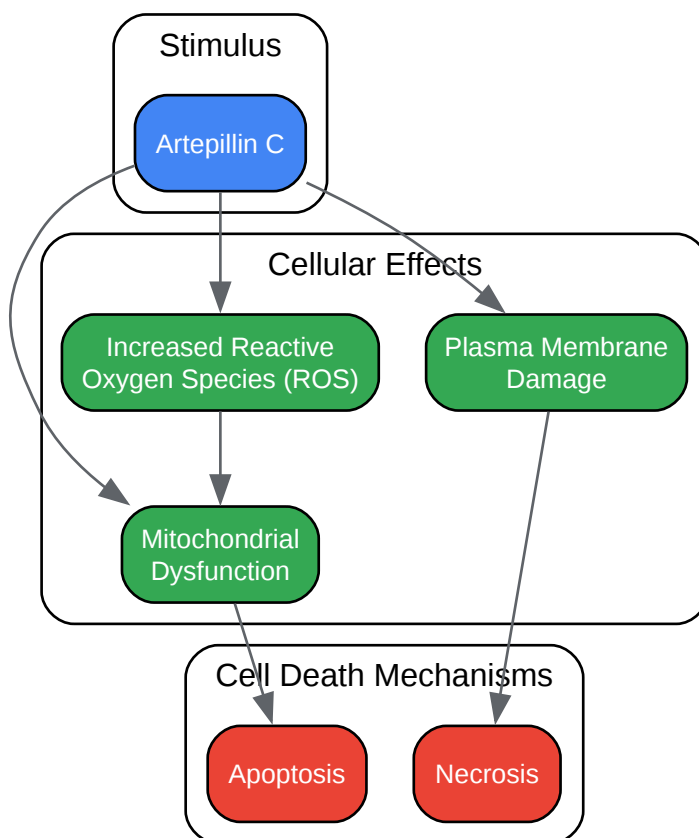 Stimulus
Artepillin C
Cellular Effects
Increased Reactive
Oxygen Species (ROS)
Plasma Membrane
Damage
Mitochondrial
Dysfunction
Cell Death Mechanisms
Apoptosis
Necrosis